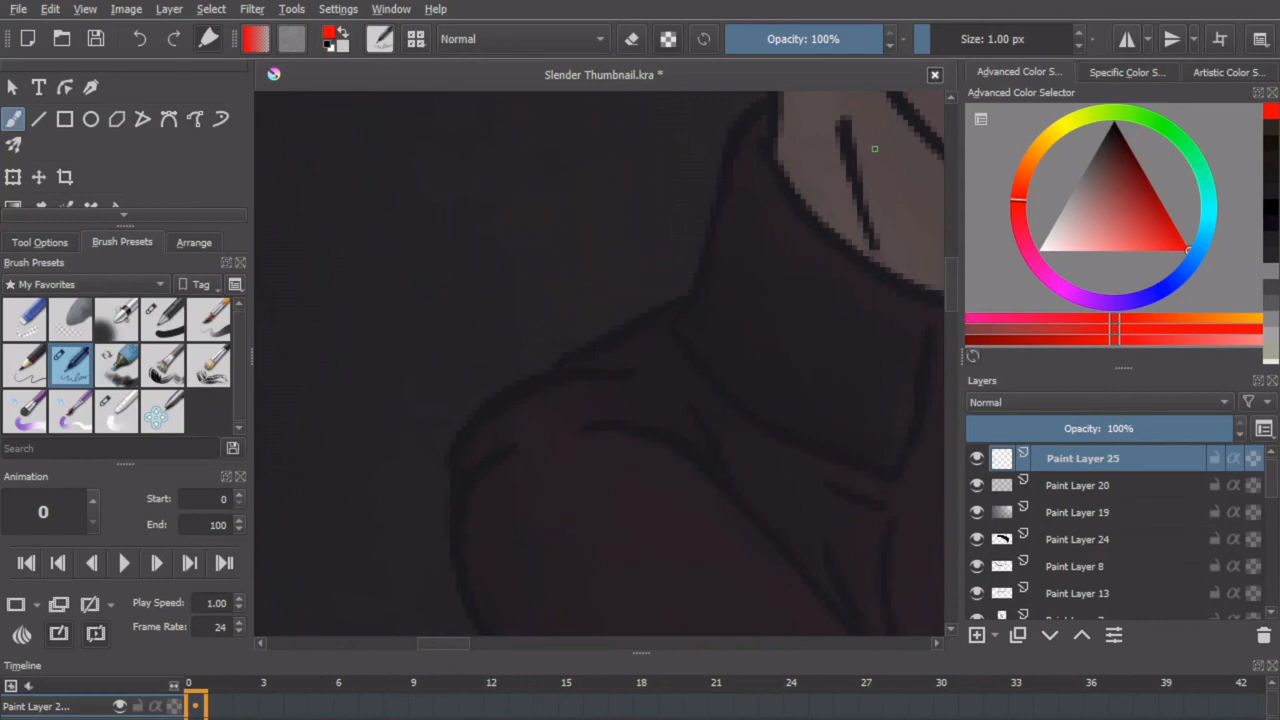 File Edit View Image Layer Select Filter Tools Settings Window Help
Normal Opacity: 100% Size: 1.00 px
Slender Thumbnail.kra *
Advanced Color S... Specific Color S... Artistic Color S...
Advanced Color Selector
Tool Options Brush Presets Arrange
Brush Presets
My Favorites Tag
Search
Animation
0 Start: 0
End: 100
Play Speed: 1.00
Frame Rate: 24
Layers
Normal
Opacity: 100%
Paint Layer 25
Paint Layer 20
Paint Layer 19
Paint Layer 24
Paint Layer 8
Paint Layer 13
Timeline
0 3 6 9 12 15 18 21 24 27 30 33 36 39 42
Paint Layer 2...